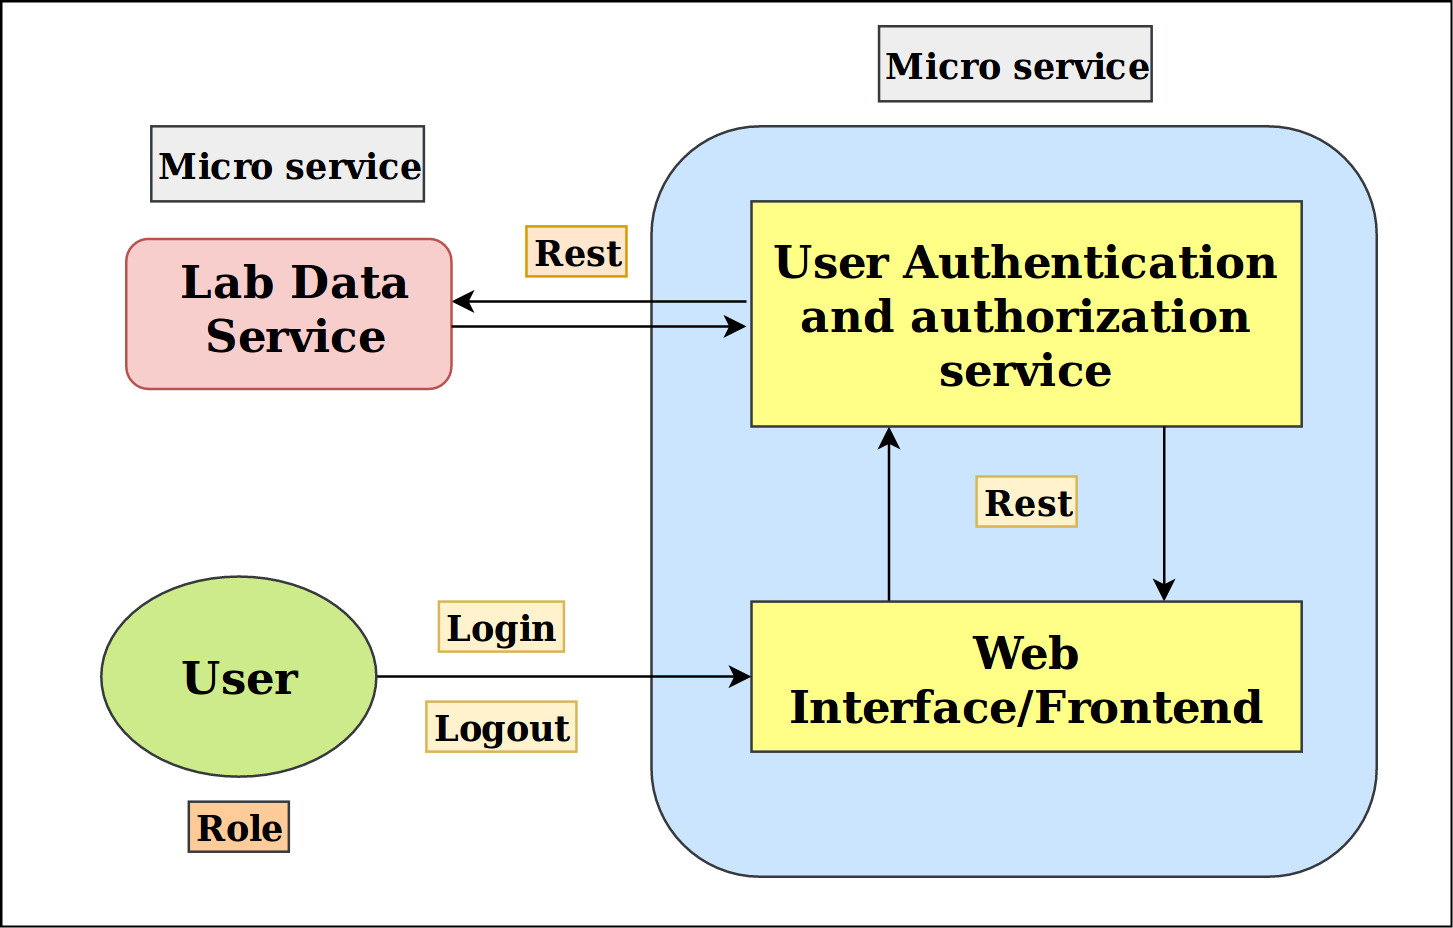 Micro service
Micro service
Lab Data
Service
Rest
User Authentication
and authorization
service
Rest
User
Login
Logout
Web
Interface/Frontend
Role